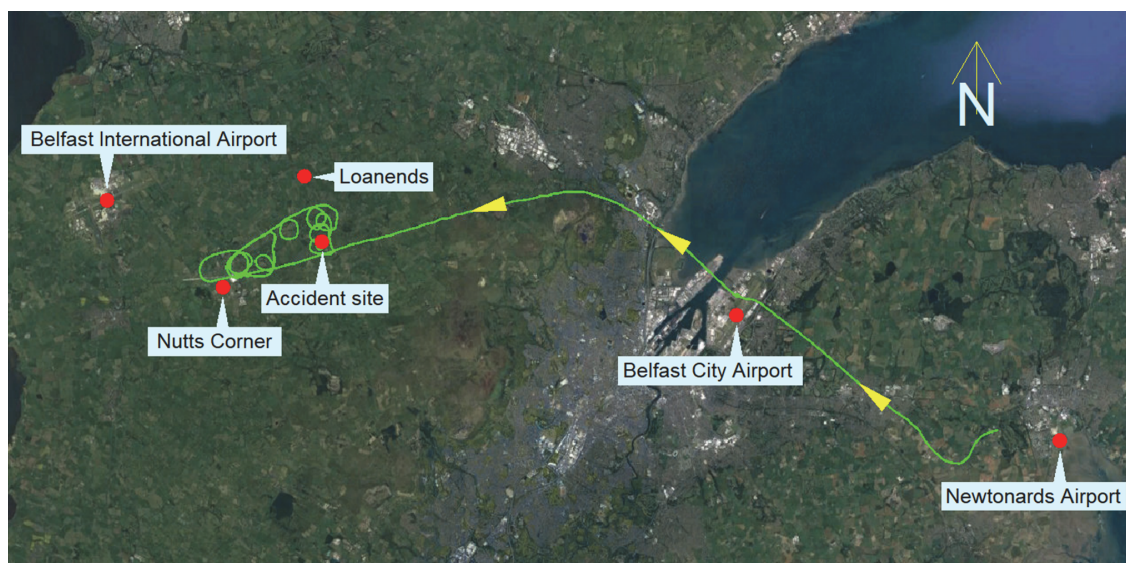 N
Belfast International Airport
Loanends
Accident site
Nutts Corner
Belfast City Airport
Newtonards Airport